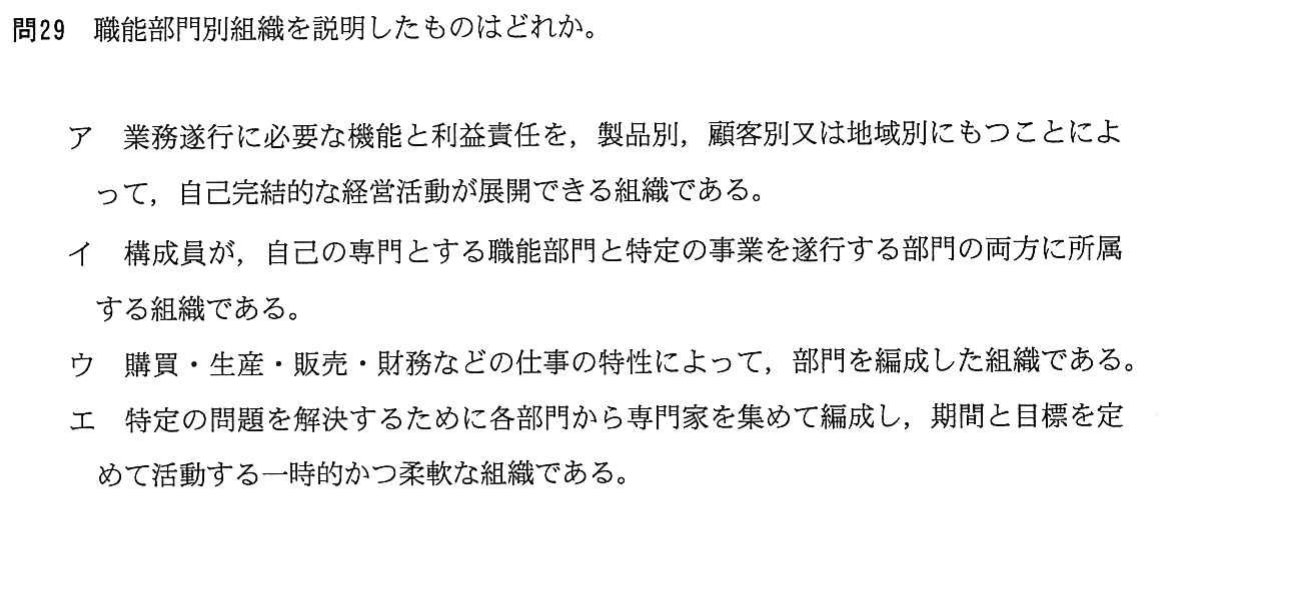 問29 職能部門別組織を説明したものはどれか。
ア 業務遂行に必要な機能と利益責任を，製品別，顧客別又は地域別にもつことによ
って，自己完結的な経営活動が展開できる組織である。
イ 構成員が，自己の専門とする職能部門と特定の事業を遂行する部門の両方に所属
する組織である。
ウ 購買・生産・販売・財務などの仕事の特性によって，部門を編成した組織である。
エ 特定の問題を解決するために各部門から専門家を集めて編成し，期間と目標を定
めて活動する一時的かつ柔軟な組織である。